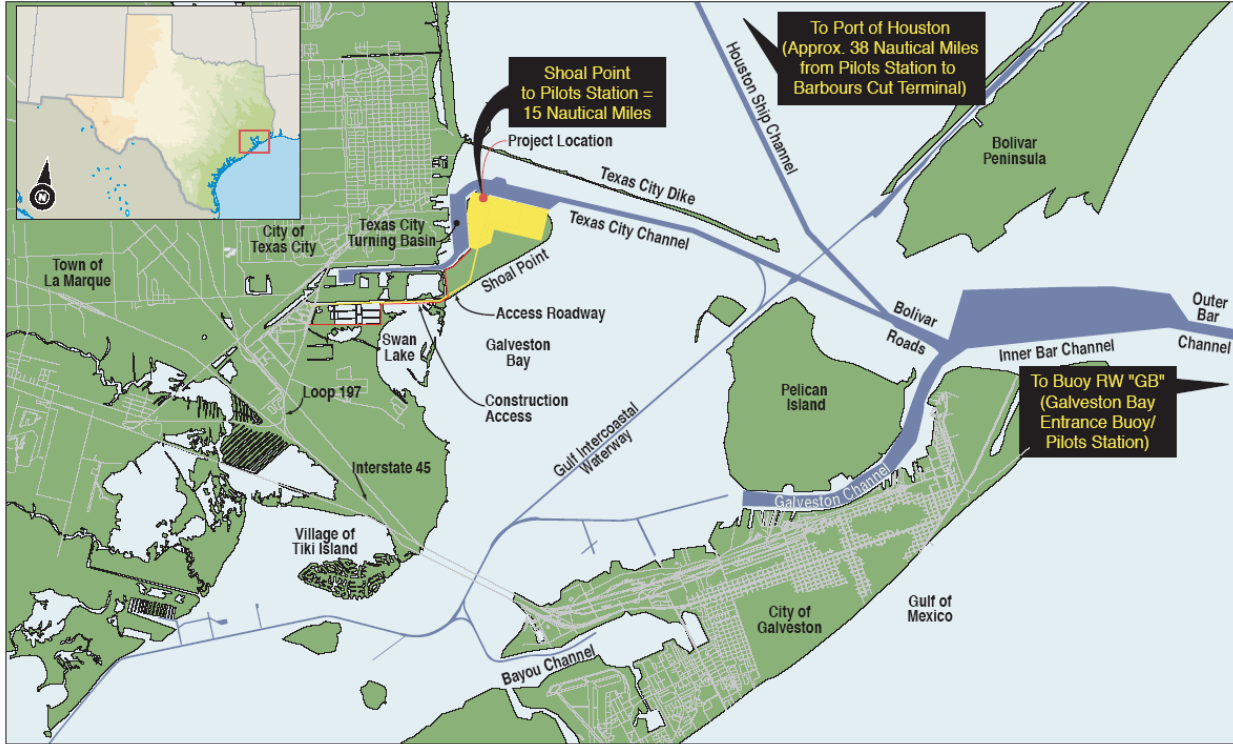 To Port of Houston
(Approx. 38 Nautical Miles
from Pilots Station to
Barbours Cut Terminal)
Houston Ship Channel
Shoal Point
to Pilots Station =
15 Nautical Miles
Project Location
Bolivar
Peninsula
N
Texas City Dike
Texas City Channel
City of
Texas City
Texas City
Turning Basin
Town of
La Marque
Shoal Point
Access Roadway
Swan
Lake
Galveston
Bay
Bolivar
Roads
Outer
Bar
Channel
Inner Bar Channel
Loop 197
Construction
Access
Pelican
Island
To Buoy RW "GB"
(Galveston Bay
Entrance Buoy/
Pilots Station)
Gulf Intercoastal
Waterway
Interstate 45
Galveston Channel
Village of
Tiki Island
City of
Galveston
Gulf of
Mexico
Bayou Channel